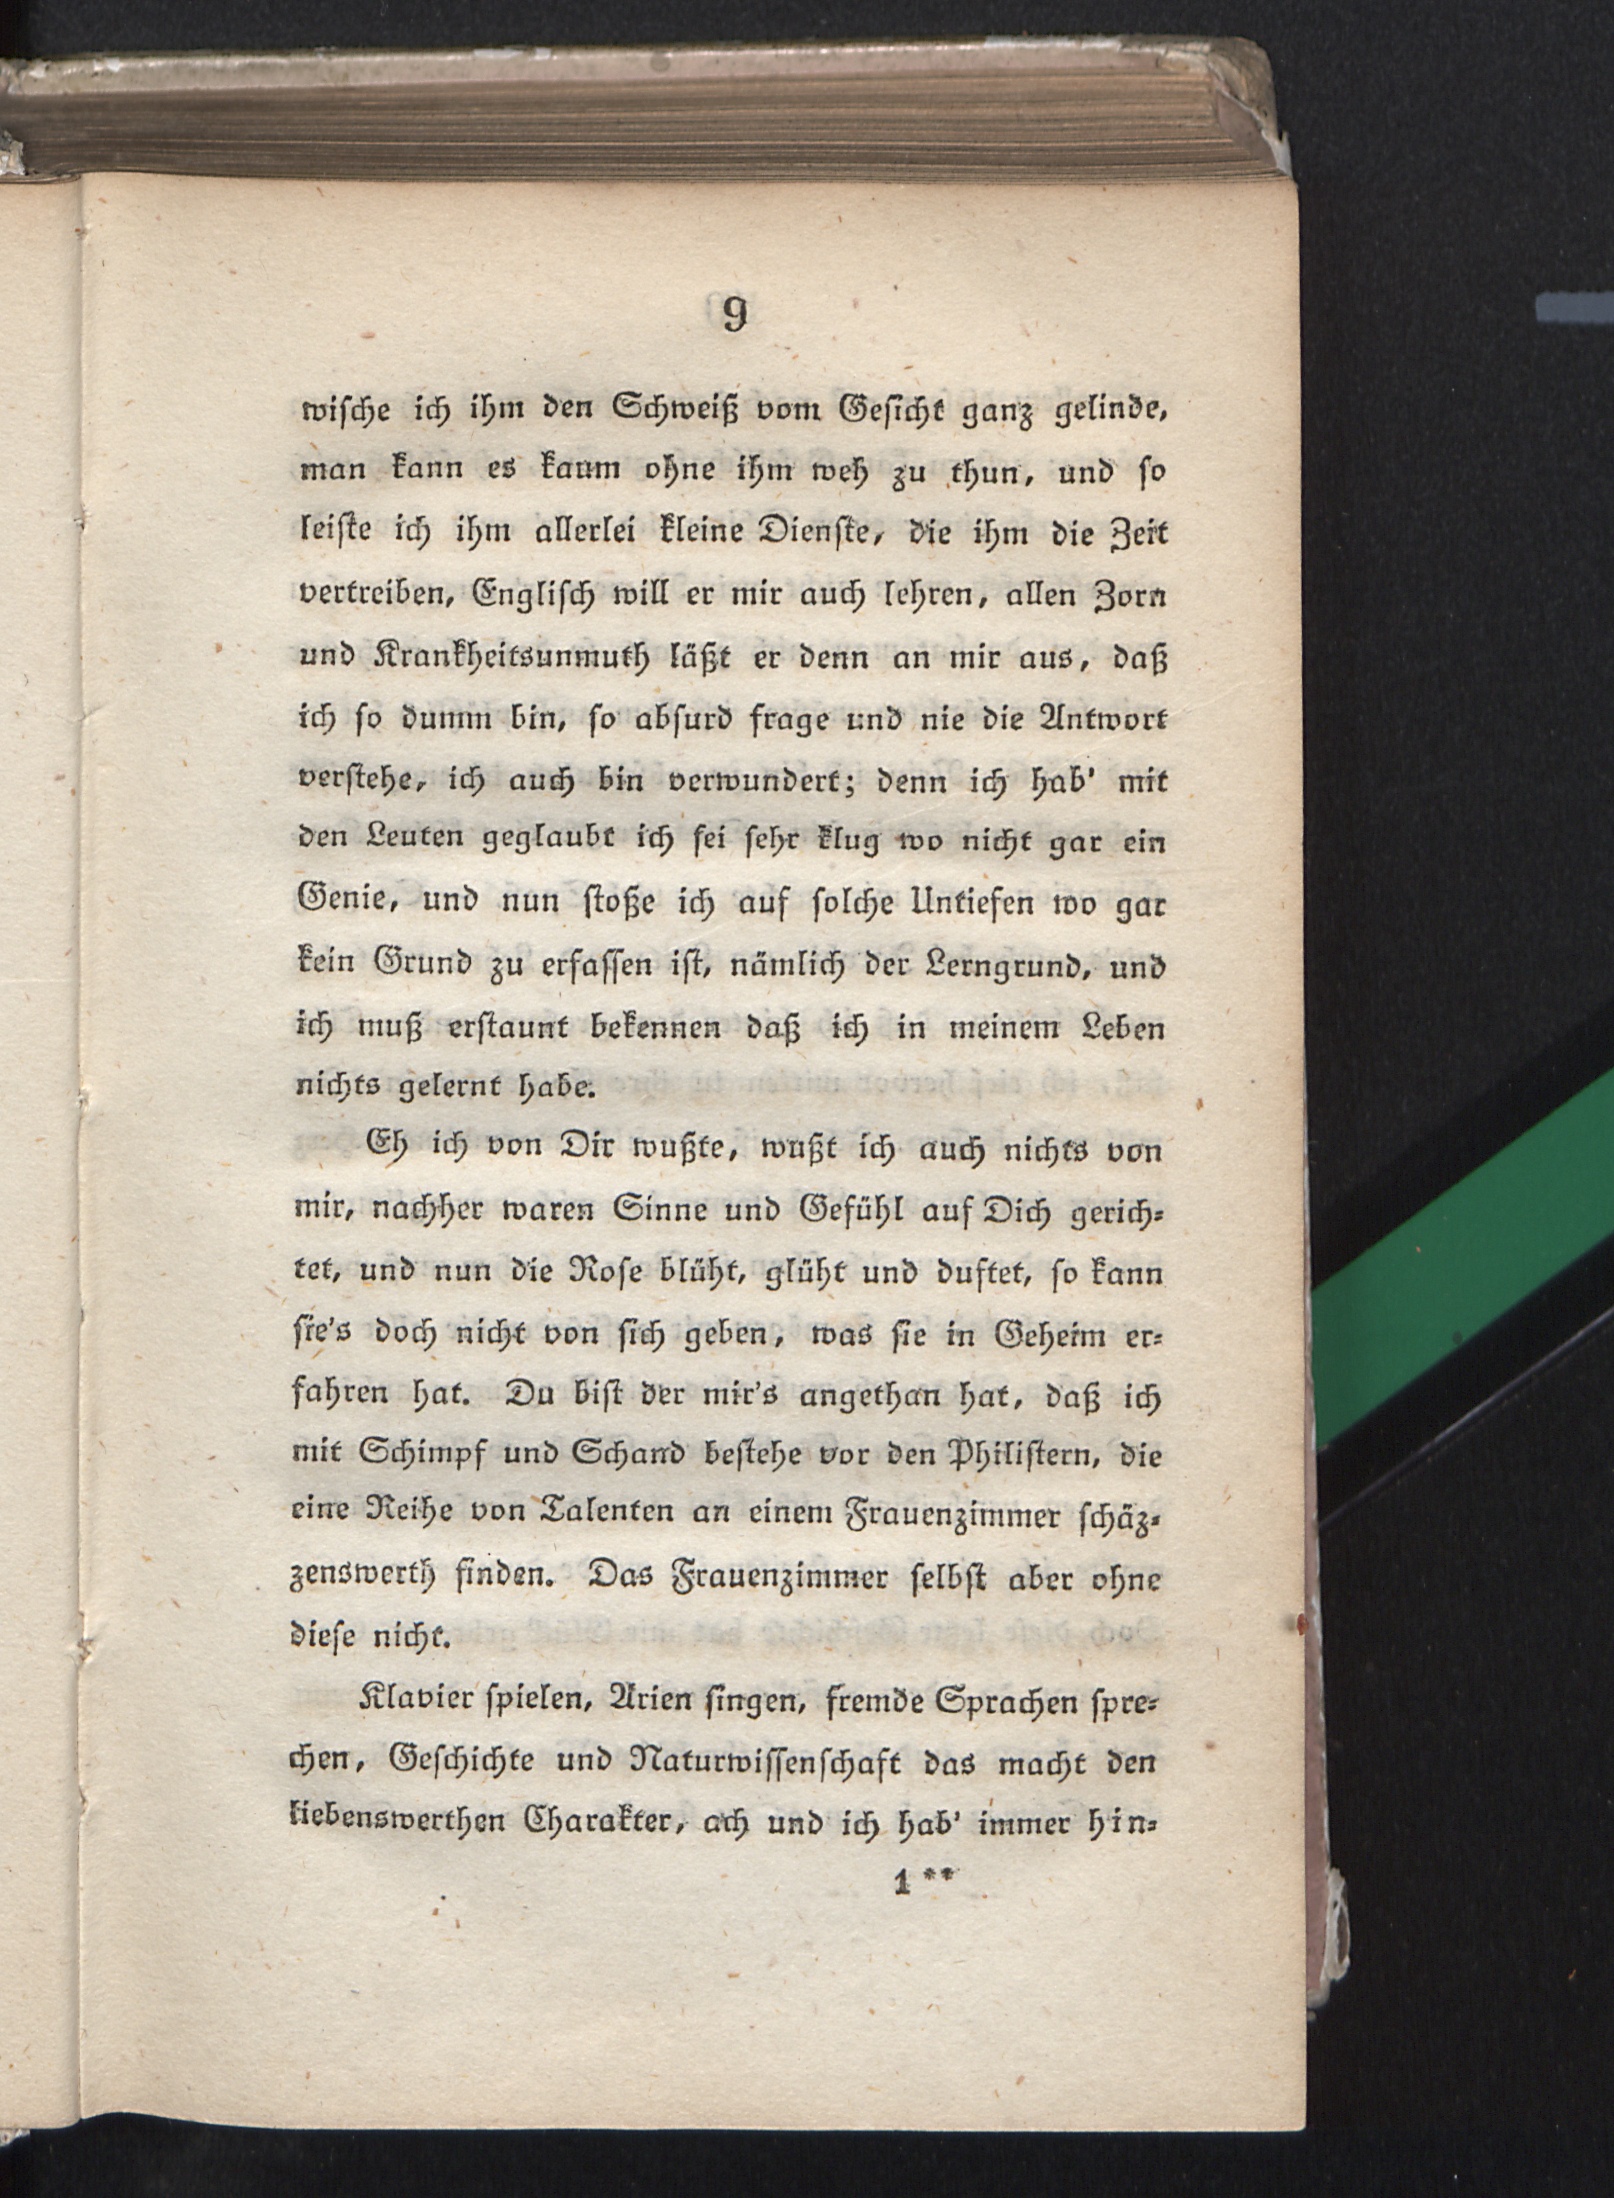 9
wische ich ihm den Schweiß vom Gesicht ganz gelinde,
man kann es kaum ohne ihm weh zu thun, und so
leiste ich ihm allerlei kleine Dienste, die ihm die Zeit
vertreiben, Englisch will er mir auch lehren, allen Zorn
und Krankheitsunmuth läßt er denn an mir aus, daß
ich so dumm bin, so absurd frage und nie die Antwort
verstehe, ich auch bin verwundert; denn ich hab' mit
den Leuten geglaubt ich sei sehr klug wo nicht gar ein
Genie, und nun stoße ich auf solche Untiefen wo gar
kein Grund zu erfassen ist, nämlich der Lerngrund, und
ich muß erstaunt bekennen daß ich in meinem Leben
nichts gelernt habe.
Eh ich von Dir wußte, wußt ich auch nichts von
mir, nachher waren Sinne und Gefühl auf Dich gerich-
tet, und nun die Rose blüht, glüht und duftet, so kann
sie's doch nicht von sich geben, was sie in Geheim er-
fahren hat. Du bist der mir's angethan hat, daß ich
mit Schimpf und Schand bestehe vor den Philistern, die
eine Reihe von Talenten an einem Frauenzimmer schäz-
zenswerth finden. Das Frauenzimmer selbst aber ohne
diese nicht.
Klavier spielen, Arien singen, fremde Sprachen spre-
chen, Geschichte und Naturwissenschaft das macht den
liebenswerthen Charakter, ach und ich hab' immer hin-
1**